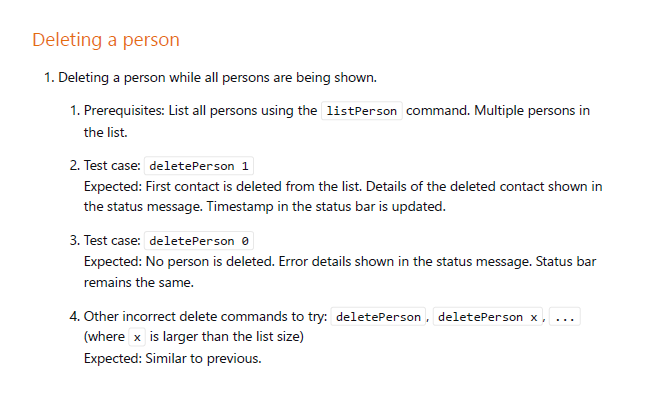 Deleting a person
1. Deleting a person while all persons are being shown.
1. Prerequisites: List all persons using the listPerson command. Multiple persons in
the list.
2. Test case: deletePerson 1
Expected: First contact is deleted from the list. Details of the deleted contact shown in
the status message. Timestamp in the status bar is updated.
3. Test case: deletePerson 0
Expected: No person is deleted. Error details shown in the status message. Status bar
remains the same.
4. Other incorrect delete commands to try: deletePerson, deletePerson x, ...
(where x is larger than the list size)
Expected: Similar to previous.